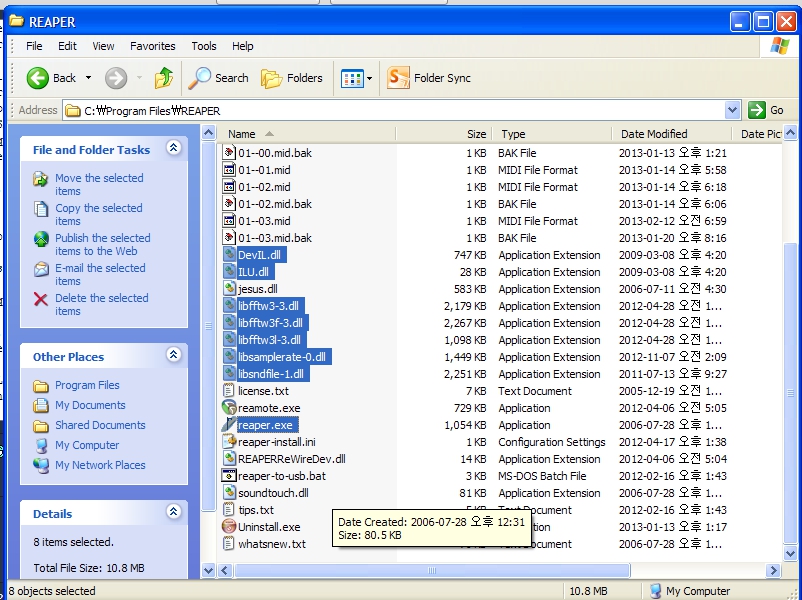 REAPER
File Edit View Favorites Tools Help
Back Search Folders Folder Sync
Address C:₩Program Files₩REAPER Go
File and Folder Tasks
Move the selected
items
Copy the selected
items
Publish the selected
items to the Web
E-mail the selected
items
Delete the selected
items
Other Places
Program Files
My Documents
Shared Documents
My Computer
My Network Places
Details
8 items selected.
Total File Size: 10.8 MB
Name Size Type Date Modified Date Pic
01--00.mid.bak 1 KB BAK File 2013-01-13 오후 1:21
01--01.mid 1 KB MIDI File Format 2013-01-14 오후 5:58
01--02.mid 1 KB MIDI File Format 2013-01-14 오후 6:18
01--02.mid.bak 1 KB BAK File 2013-01-14 오후 6:06
01--03.mid 1 KB MIDI File Format 2013-02-12 오전 6:59
01--03.mid.bak 1 KB BAK File 2013-01-20 오후 8:16
DevIL.dll 747 KB Application Extension 2009-03-08 오후 4:20
ILU.dll 28 KB Application Extension 2009-03-08 오후 4:20
jesus.dll 583 KB Application Extension 2006-07-11 오전 4:30
libfftw3-3.dll 2,179 KB Application Extension 2012-04-28 오전 1...
libfftw3f-3.dll 2,267 KB Application Extension 2012-04-28 오전 1...
libfftw3l-3.dll 1,098 KB Application Extension 2012-04-28 오전 1...
libsamplerate-0.dll 1,449 KB Application Extension 2012-11-07 오전 2:09
libsndfile-1.dll 2,251 KB Application Extension 2011-07-13 오후 9:27
license.txt 7 KB Text Document 2005-12-19 오전 1...
reamote.exe 729 KB Application 2012-04-06 오전 5:05
reaper.exe 1,054 KB Application 2006-07-28 오후 1...
reaper-install.ini 1 KB Configuration Settings 2012-04-17 오후 1:38
REAPERReWireDev.dll 14 KB Application Extension 2012-04-06 오전 5:04
reaper-to-usb.bat 3 KB MS-DOS Batch File 2012-02-16 오후 1:43
soundtouch.dll 81 KB Application Extension 2006-07-28 오후 1...
tips.txt 5 KB Text Document 2012-02-16 오후 1:43
Uninstall.exe tion 2013-01-13 오후 1:17
whatsnew.txt Text Document 2006-07-28 오후 1...
Date Created: 2006-07-28 오후 12:31
Size: 80.5 KB
8 objects selected 10.8 MB My Computer